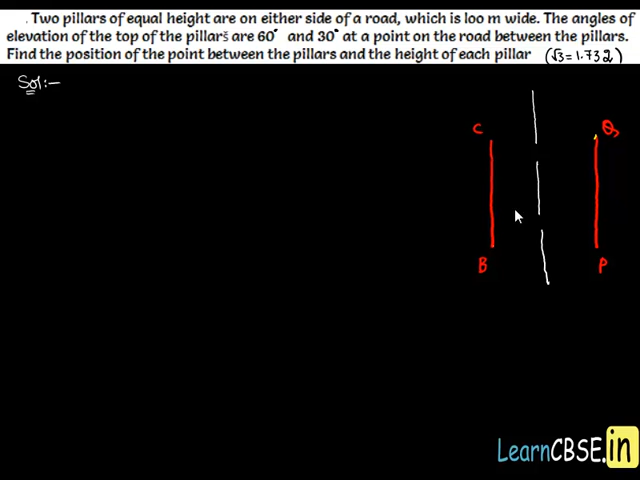 Two pillars of equal height are on either side of a road, which is loo m wide. The angles of
elevation of the top of the pillars are 60° and 30° at a point on the road between the pillars.
Find the position of the point between the pillars and the height of each pillar (√3=1.732)
Sol:-
C
Q
B
P
LearnCBSE.in